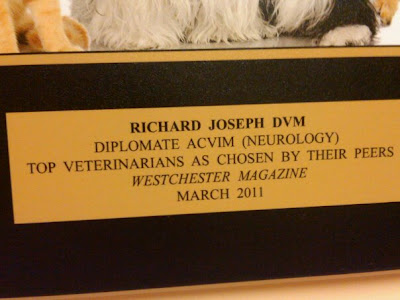 RICHARD JOSEPH DVM
DIPLOMATE ACVIM (NEUROLOGY)
TOP VETERINARIANS AS CHOSEN BY THEIR PEERS
WESTCHESTER MAGAZINE
MARCH 2011